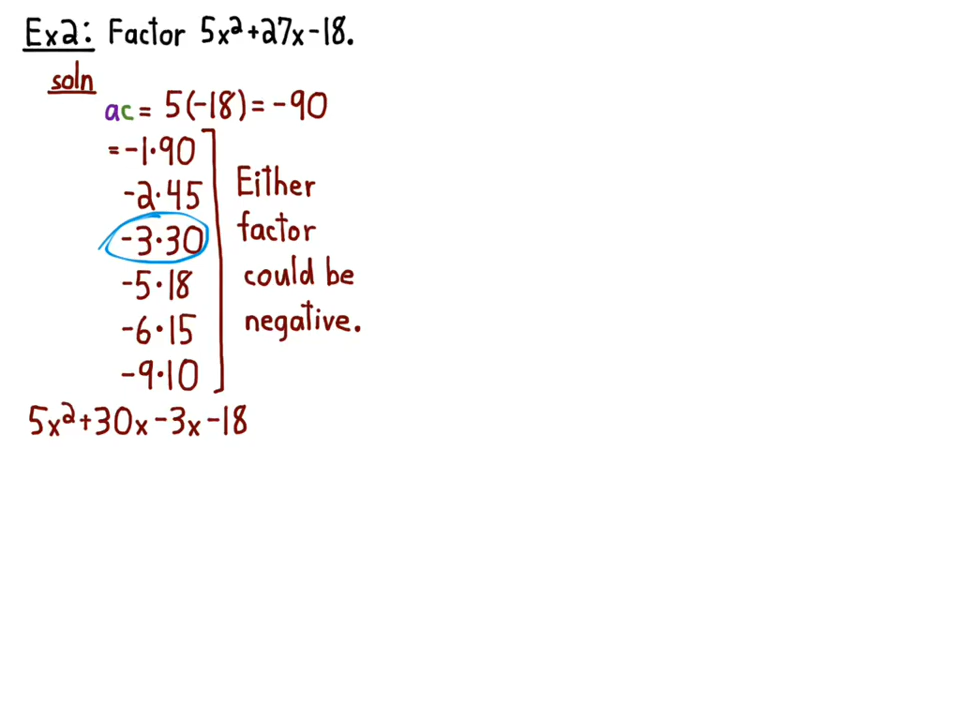 Ex2: Factor 5x²+27x-18.
soln
ac = 5(-18) = -90
= -1·90
-2·45
-3·30
-5·18
-6·15
-9·10
Either
factor
could be
negative.
5x²+30x-3x-18